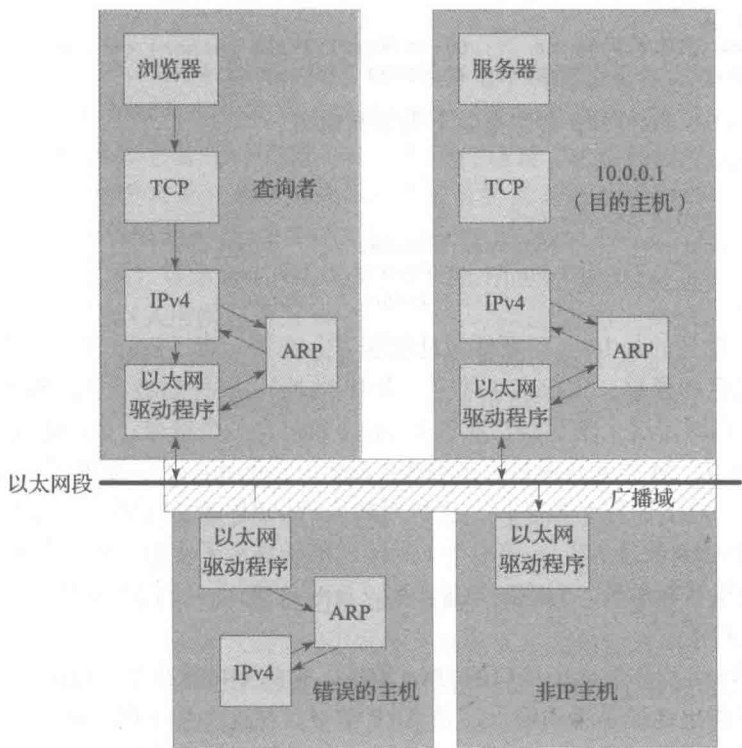 浏览器
TCP
查询者
IPv4
ARP
以太网
驱动程序
服务器
TCP
10.0.0.1
（目的主机）
IPv4
ARP
以太网
驱动程序
以太网段
广播域
以太网
驱动程序
ARP
IPv4
错误的主机
以太网
驱动程序
非IP主机